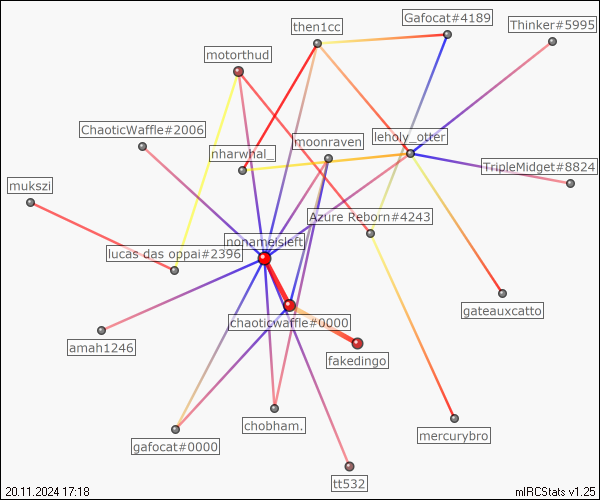 Gafocat#4189
then1cc
Thinker#5995
motorthud
ChaoticWaffle#2006
leholy_otter
moonraven
nharwhal_
TripleMidget#8824
mukszi
Azure Reborn#4243
nonameisleft
lucas das oppai#2396
gateauxcatto
chaoticwaffle#0000
amah1246
fakedingo
chobham.
mercurybro
gafocat#0000
tt532
20.11.2024 17:18
mIRCStats v1.25